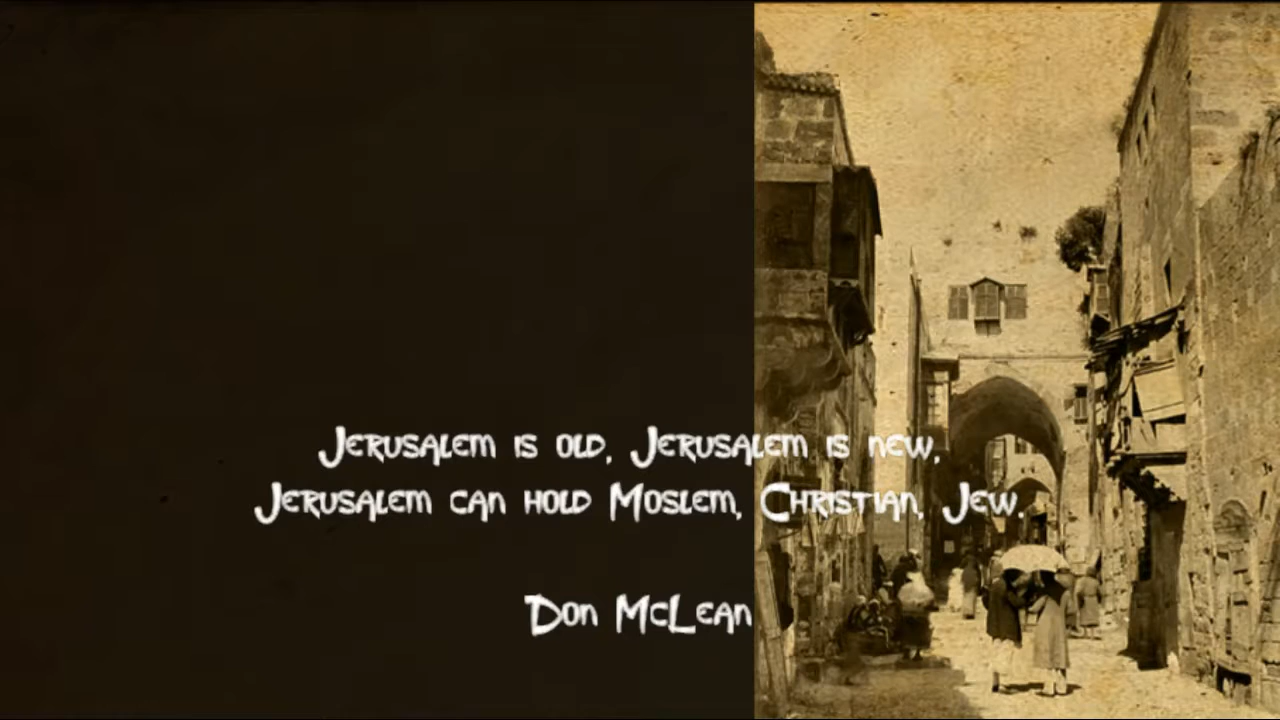 Jerusalem is old, Jerusalem is new,
Jerusalem can hold Moslem, Christian, Jew.
Don McLean